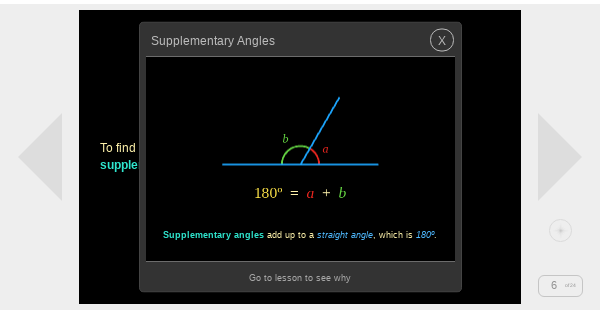 Supplementary Angles
X
To find
supple
b
a
180º = a + b
Supplementary angles add up to a straight angle, which is 180º.
Go to lesson to see why
6 of 24